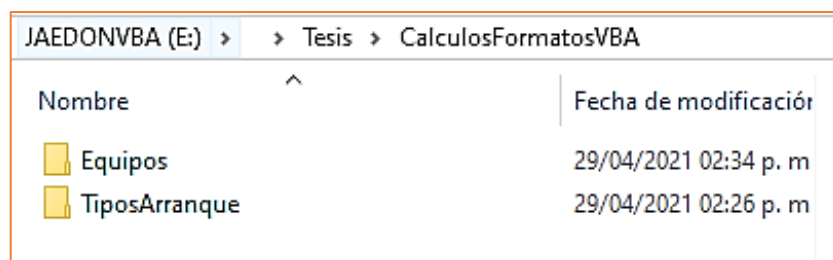 JAEDONVBA (E:) > > Tesis > CalculosFormatosVBA
Nombre Fecha de modificación
Equipos 29/04/2021 02:34 p. m
TiposArranque 29/04/2021 02:26 p. m